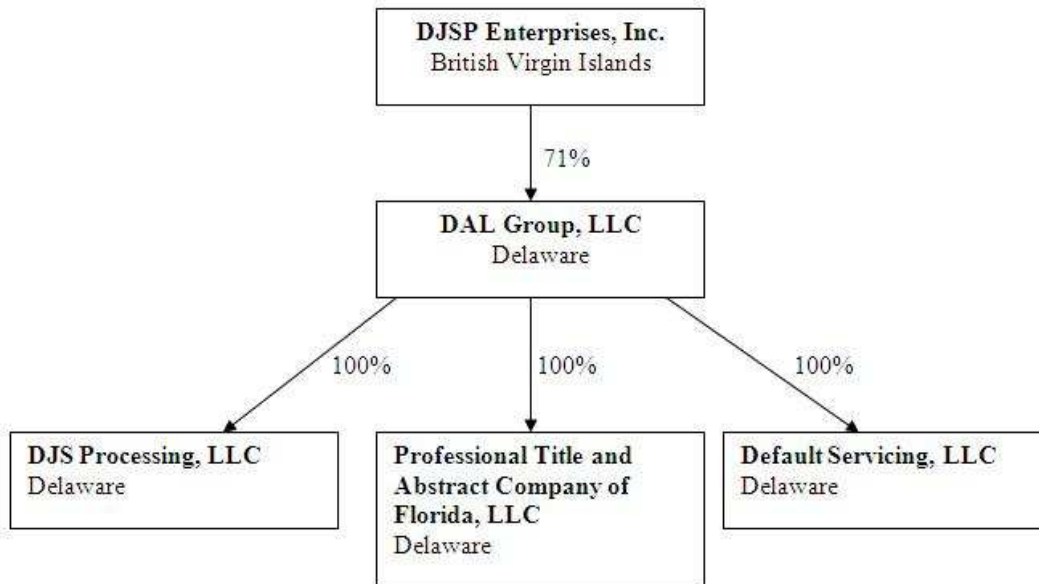 DJSP Enterprises, Inc.
British Virgin Islands
71%
DAL Group, LLC
Delaware
100%
100%
100%
DJS Processing, LLC
Delaware
Professional Title and
Abstract Company of
Florida, LLC
Delaware
Default Servicing, LLC
Delaware